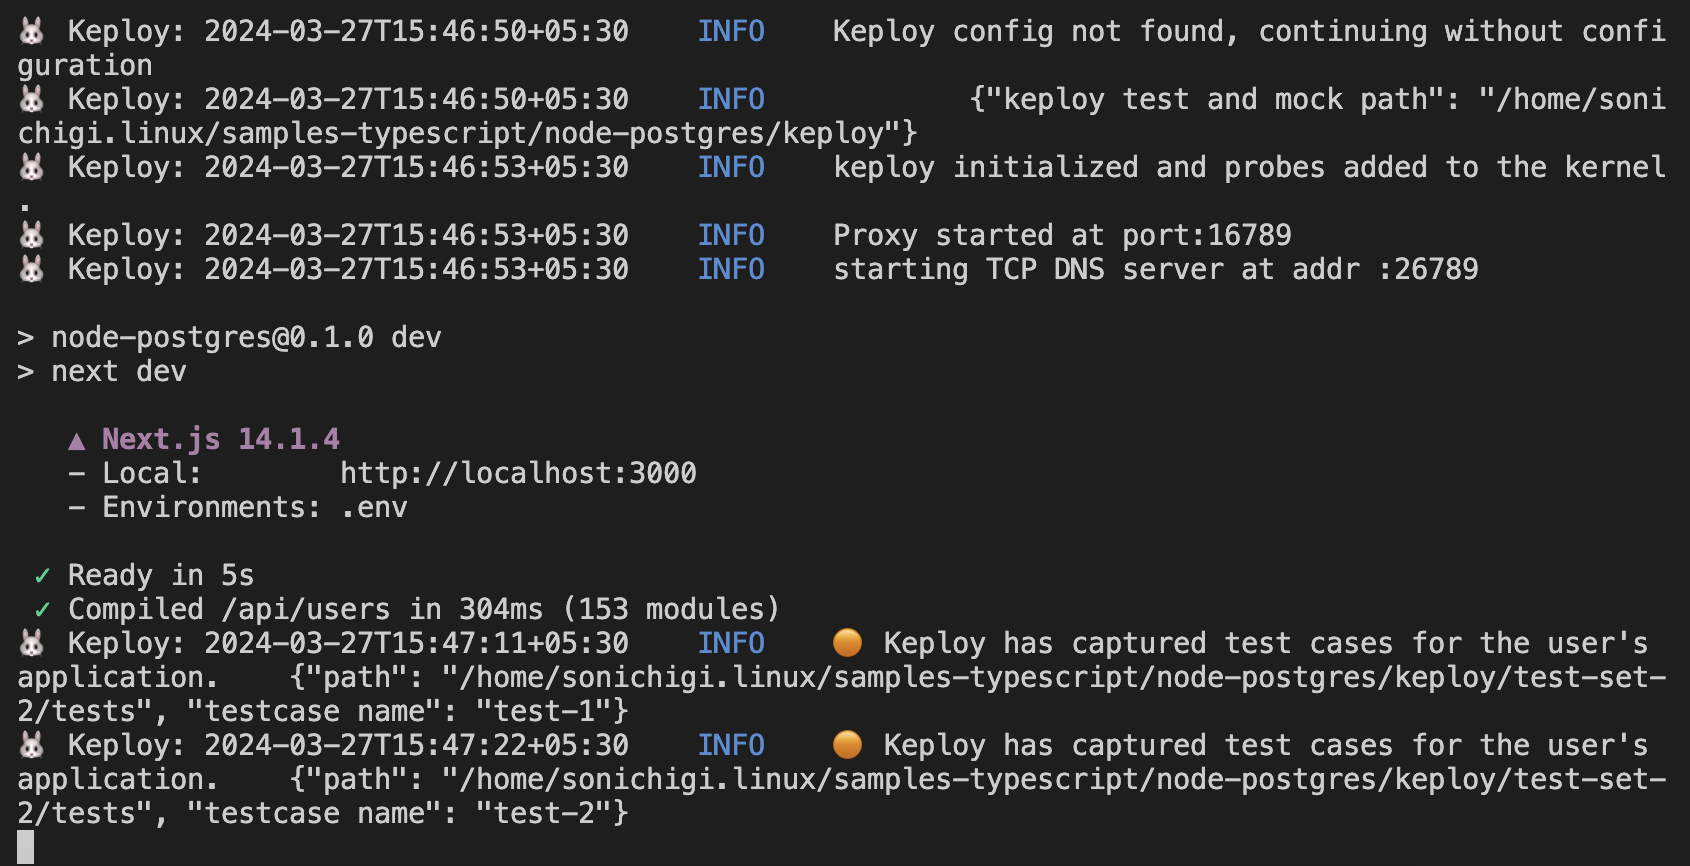 🐰 Keploy: 2024-03-27T15:46:50+05:30    INFO    Keploy config not found, continuing without confi
guration
🐰 Keploy: 2024-03-27T15:46:50+05:30    INFO            {"keploy test and mock path": "/home/soni
chigi.linux/samples-typescript/node-postgres/keploy"}
🐰 Keploy: 2024-03-27T15:46:53+05:30    INFO    keploy initialized and probes added to the kernel
.
🐰 Keploy: 2024-03-27T15:46:53+05:30    INFO    Proxy started at port:16789
🐰 Keploy: 2024-03-27T15:46:53+05:30    INFO    starting TCP DNS server at addr :26789

> node-postgres@0.1.0 dev
> next dev

   ▲ Next.js 14.1.4
   - Local:        http://localhost:3000
   - Environments: .env

 ✓ Ready in 5s
 ✓ Compiled /api/users in 304ms (153 modules)
🐰 Keploy: 2024-03-27T15:47:11+05:30    INFO    🟠 Keploy has captured test cases for the user's
application.    {"path": "/home/sonichigi.linux/samples-typescript/node-postgres/keploy/test-set-
2/tests", "testcase name": "test-1"}
🐰 Keploy: 2024-03-27T15:47:22+05:30    INFO    🟠 Keploy has captured test cases for the user's
application.    {"path": "/home/sonichigi.linux/samples-typescript/node-postgres/keploy/test-set-
2/tests", "testcase name": "test-2"}